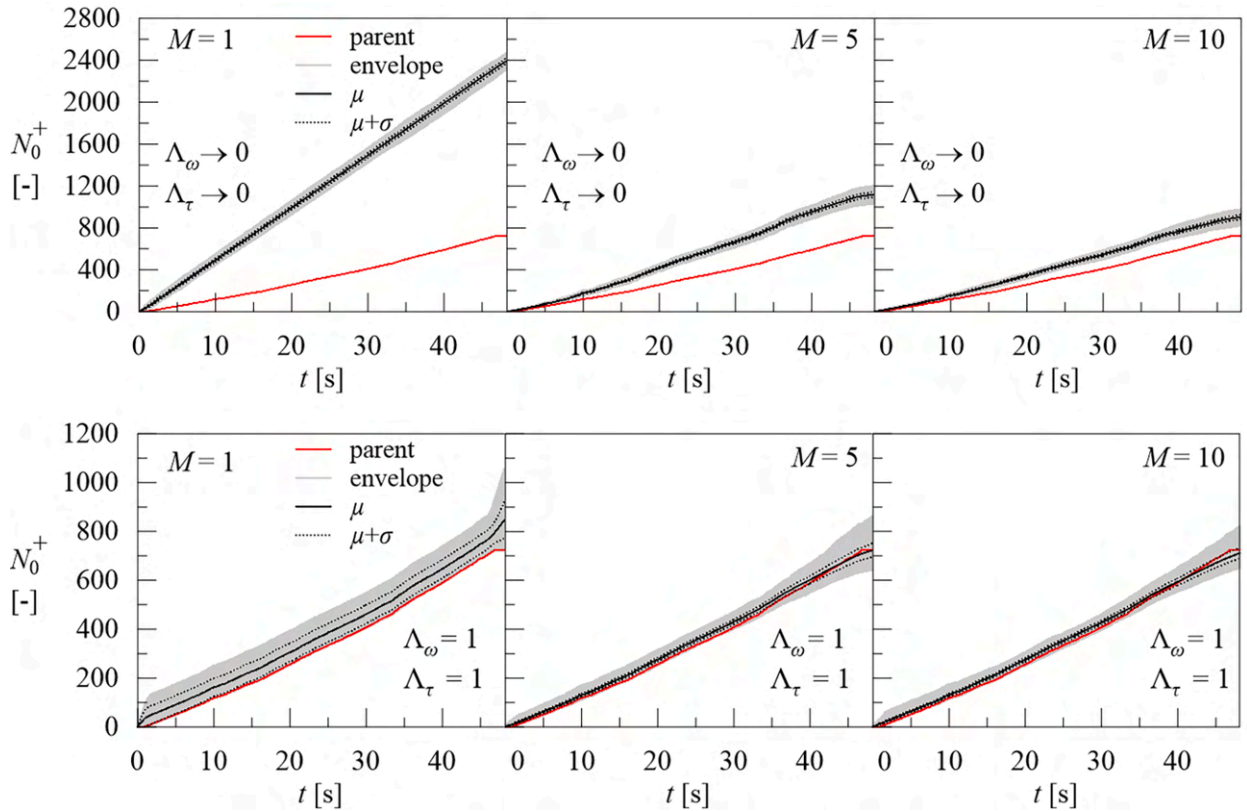 2800
2400
2000
1600
1200
800
400
0
N₀⁺
[-]
M = 1
parent
envelope
μ
μ+σ
Λω → 0
Λτ → 0
M = 5
Λω → 0
Λτ → 0
M = 10
Λω → 0
Λτ → 0
0 10 20 30 40
0 10 20 30 40
0 10 20 30 40
t [s]
t [s]
t [s]
1200
1000
800
600
400
200
0
N₀⁺
[-]
M = 1
parent
envelope
μ
μ+σ
Λω = 1
Λτ = 1
M = 5
Λω = 1
Λτ = 1
M = 10
Λω = 1
Λτ = 1
0 10 20 30 40
0 10 20 30 40
0 10 20 30 40
t [s]
t [s]
t [s]